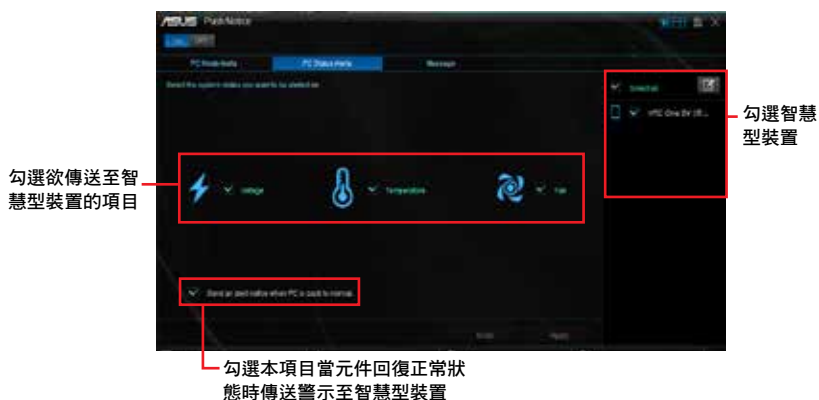 ASUS Push Notice
ON OFF
PC Mode Alerts
PC Status Alerts
Message
Select the system status you want to be alerted on
Select all
勾選智慧
型裝置
勾選欲傳送至智
慧型裝置的項目
Voltage
Temperature
Fan
Send an alert notice when PC is back to normal
Apply
勾選本項目當元件回復正常狀
態時傳送警示至智慧型裝置